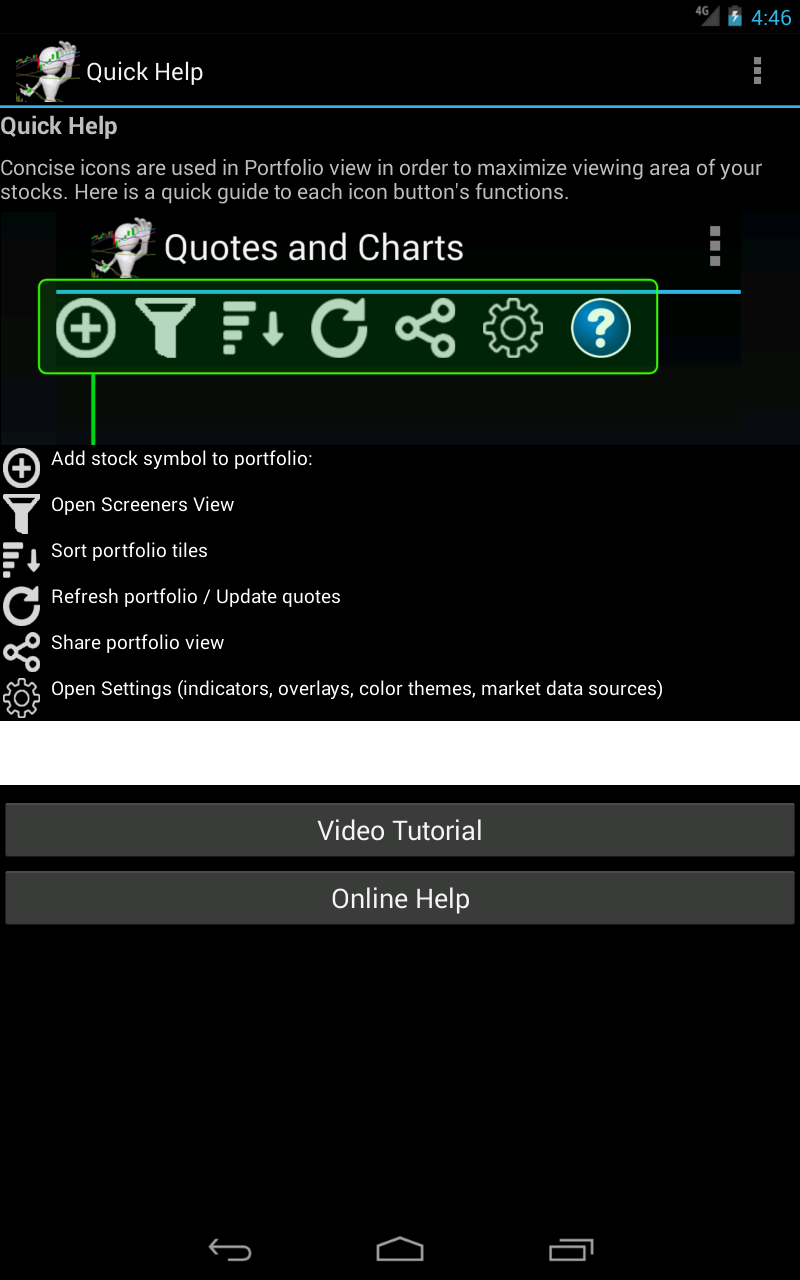 4G 4:46
Quick Help
Quick Help
Concise icons are used in Portfolio view in order to maximize viewing area of your
stocks. Here is a quick guide to each icon button's functions.
Quotes and Charts
?
Add stock symbol to portfolio:
Open Screeners View
Sort portfolio tiles
Refresh portfolio / Update quotes
Share portfolio view
Open Settings (indicators, overlays, color themes, market data sources)
Video Tutorial
Online Help